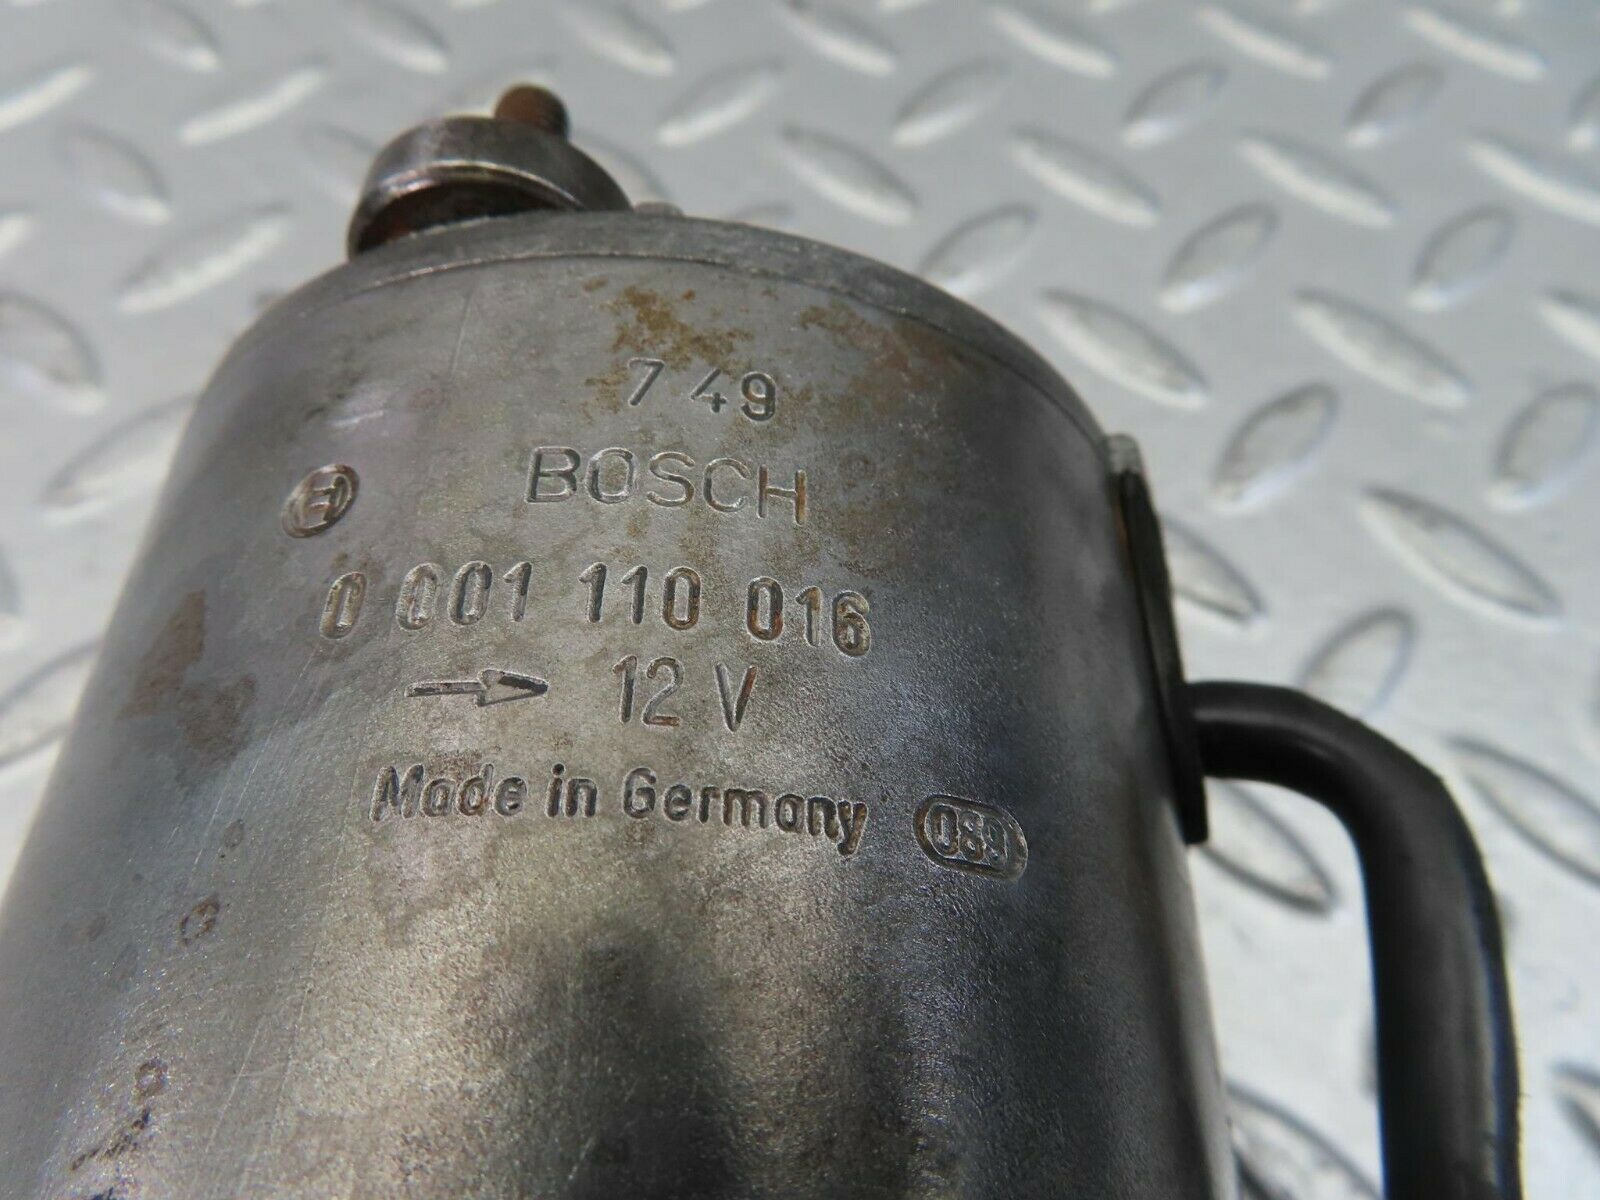 7 49
BOSCH
0 001 110 016
12 V
Made in Germany 089